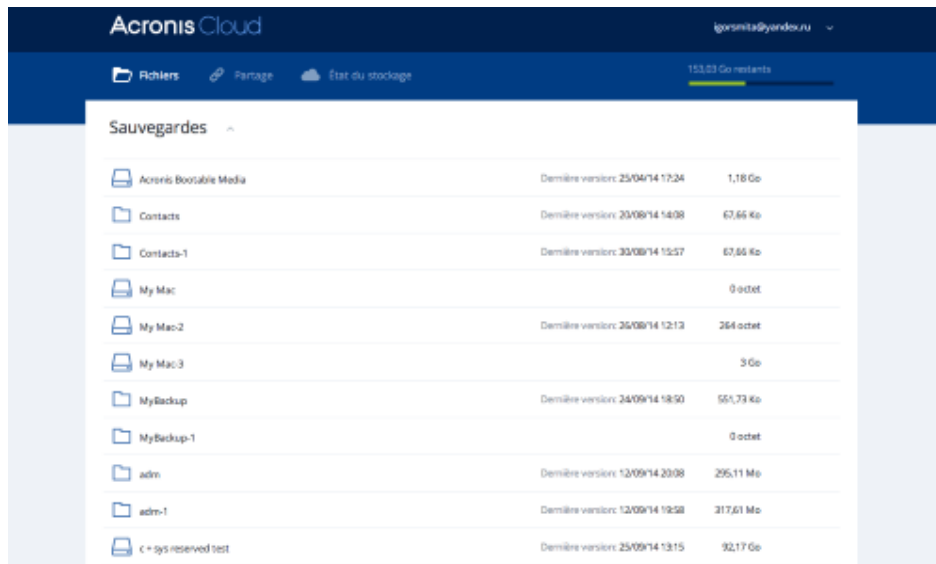 Acronis Cloud
igorsmita@yandex.ru
Fichiers Partage État du stockage 153,03 Go restants
Sauvegardes
Acronis Bootable Media Dernière version: 25/04/14 17:24 1,18 Go
Contacts Dernière version: 20/08/14 14:08 67,66 Ko
Contacts-1 Dernière version: 30/08/14 15:57 67,66 Ko
My Mac 0 octet
My Mac-2 Dernière version: 26/08/14 12:13 264 octet
My Mac-3 3 Go
MyBackup Dernière version: 24/09/14 18:50 551,73 Ko
MyBackup-1 0 octet
adm Dernière version: 12/09/14 20:08 295,11 Mo
adm-1 Dernière version: 12/09/14 19:58 317,61 Mo
c + sys reserved test Dernière version: 25/09/14 13:15 92,17 Go